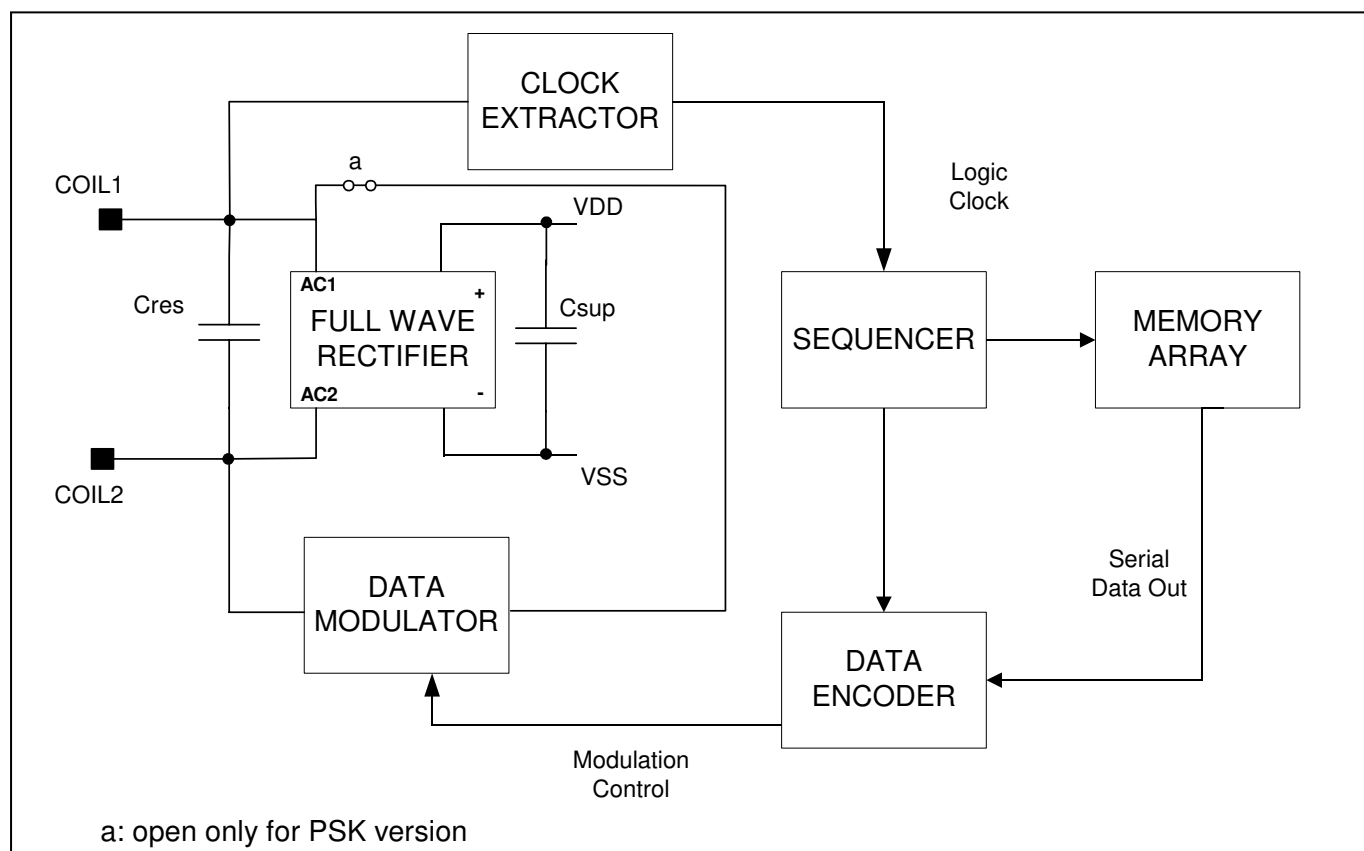 CLOCK
EXTRACTOR
a
COIL1
Logic
Clock
VDD
AC1
+
Cres
FULL WAVE
RECTIFIER
Csup
SEQUENCER
MEMORY
ARRAY
AC2
-
COIL2
VSS
Serial
Data Out
DATA
MODULATOR
DATA
ENCODER
Modulation
Control
a: open only for PSK version